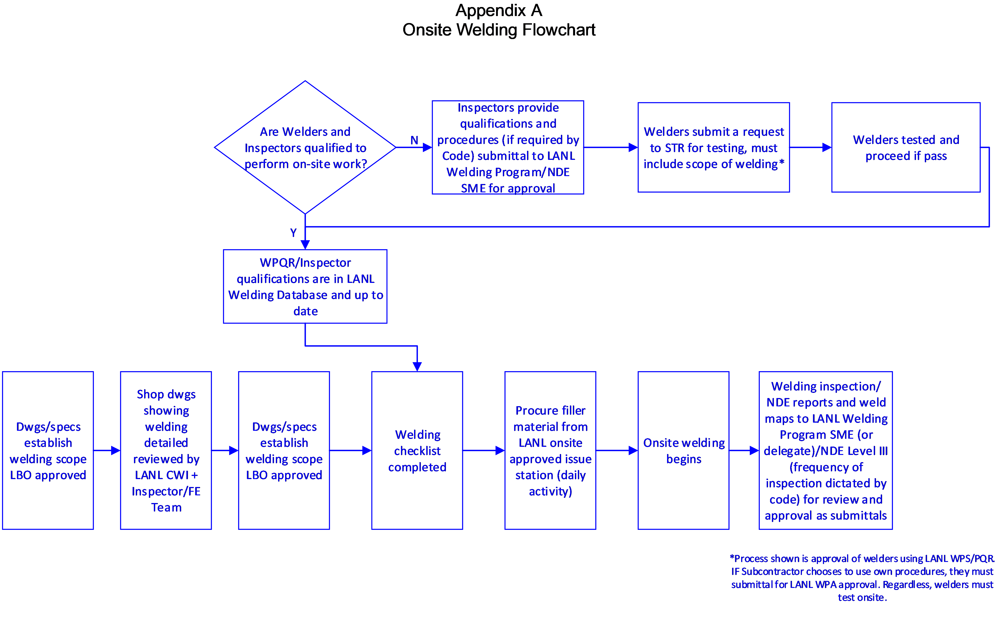 Appendix A
Onsite Welding Flowchart
Are Welders and
Inspectors qualified to
perform on-site work?
N
Inspectors provide
qualifications and
procedures (if required by
Code) submittal to LANL
Welding Program/NDE
SME for approval
Welders submit a request
to STR for testing, must
include scope of welding*
Welders tested and
proceed if pass
Y
WPQR/Inspector
qualifications are in LANL
Welding Database and up to
date
Dwgs/specs
establish
welding scope
LBO approved
Shop dwgs
showing
welding
detailed
reviewed by
LANL CWI +
Inspector/FE
Team
Dwgs/specs
establish
welding scope
LBO approved
Welding
checklist
completed
Procure filler
material from
LANL onsite
approved issue
station (daily
activity)
Onsite welding
begins
Welding inspection/
NDE reports and weld
maps to LANL Welding
Program SME (or
delegate)/NDE Level III
(frequency of
inspection dictated by
code) for review and
approval as submittals
*Process shown is approval of welders using LANL WPS/PQR.
IF Subcontractor chooses to use own procedures, they must
submittal for LANL WPA approval. Regardless, welders must
test onsite.